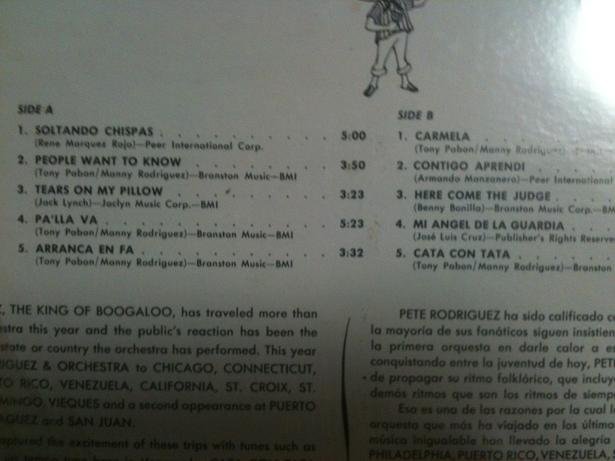 SIDE A
1. SOLTANDO CHISPAS . . . . . . . . . . . 5:00
(Rene Marquez Rojo)—Peer International Corp.
2. PEOPLE WANT TO KNOW . . . . . . . . . 3:50
(Tony Pabon/Manny Rodriguez)—Branston Music—BMI
3. TEARS ON MY PILLOW . . . . . . . . . . 3:23
(Jack Lynch)—Jaclyn Music Corp.—BMI
4. PA'LLA VA . . . . . . . . . . . . . . 5:23
(Tony Pabon/Manny Rodriguez)—Branston Music—BMI
5. ARRANCA EN FA . . . . . . . . . . . . 3:32
(Tony Pabon/Manny Rodriguez)—Branston Music—BMI
SIDE B
1. CARMELA . . . . . . .
(Tony Pabon/Manny Rodriguez)—
2. CONTIGO APRENDI . . . .
(Armando Manzanero)—Peer International
3. HERE COME THE JUDGE . . .
(Benny Bonilla)—Branston Music Corp.—BM
4. MI ANGEL DE LA GUARDIA . .
(José Luis Cruz)—Publisher's Rights Reserve
5. CATA CON TATA . . . . . .
(Tony Pabon/Manny Rodriguez)—Branston
Z, THE KING OF BOOGALOO, has traveled more than
estra this year and the public's reaction has been the
state or country the orchestra has performed. This year
RIGUEZ & ORCHESTRA to CHICAGO, CONNECTICUT,
TO RICO, VENEZUELA, CALIFORNIA, ST. CROIX, ST.
MINGO, VIEQUES and a second appearance at PUERTO
AGUEZ and SAN JUAN.
aptured the excitement of these trips with tunes such as
PETE RODRIGUEZ ha sido calificado c
la mayoría de sus fanáticos siguen insistien
la primera orquesta en darle calor a es
conquistando entre la juventud de hoy, PETE
de propagar su ritmo folklórico, que incluy
demás ritmos que son los ritmos de siemp
Esa es una de las razones por la cual l
orquesta que más ha viajado en los último
música inigualable han llevado la alegría
PHILADELPHIA, PUERTO RICO, VENEZUELA,